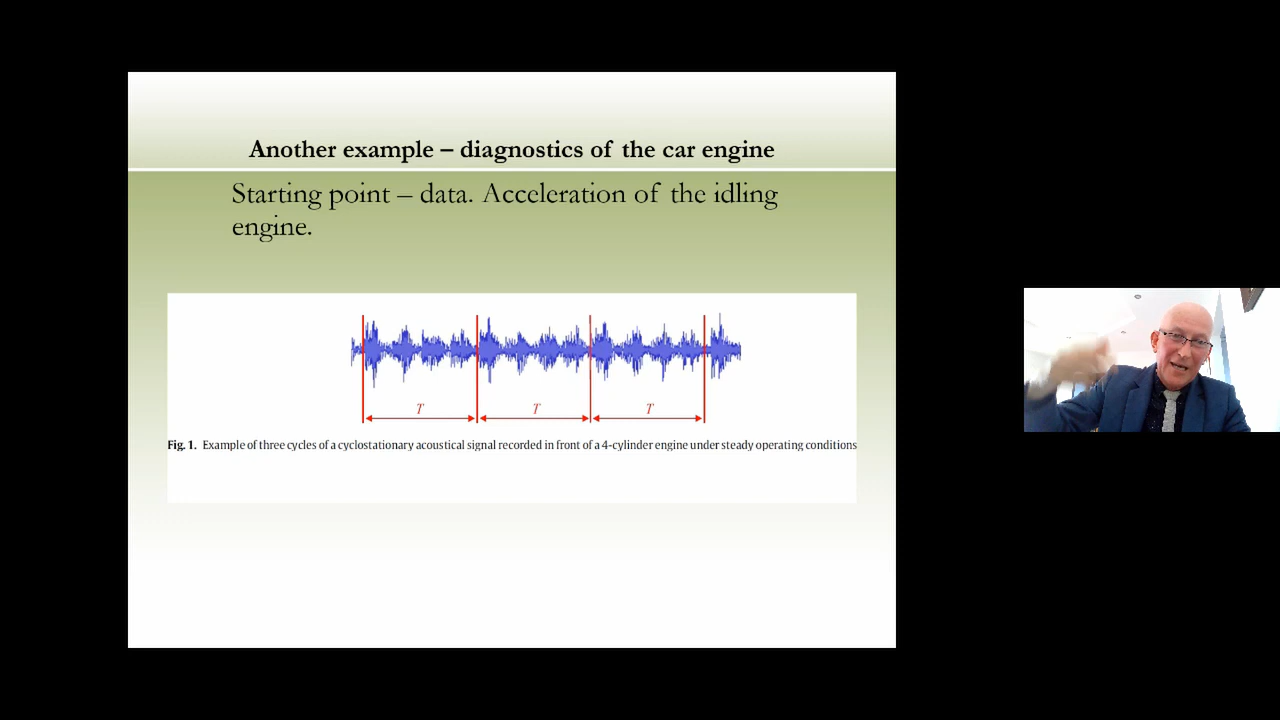 Another example – diagnostics of the car engine
Starting point – data. Acceleration of the idling
engine.
T T T
Fig. 1. Example of three cycles of a cyclostationary acoustical signal recorded in front of a 4-cylinder engine under steady operating conditions